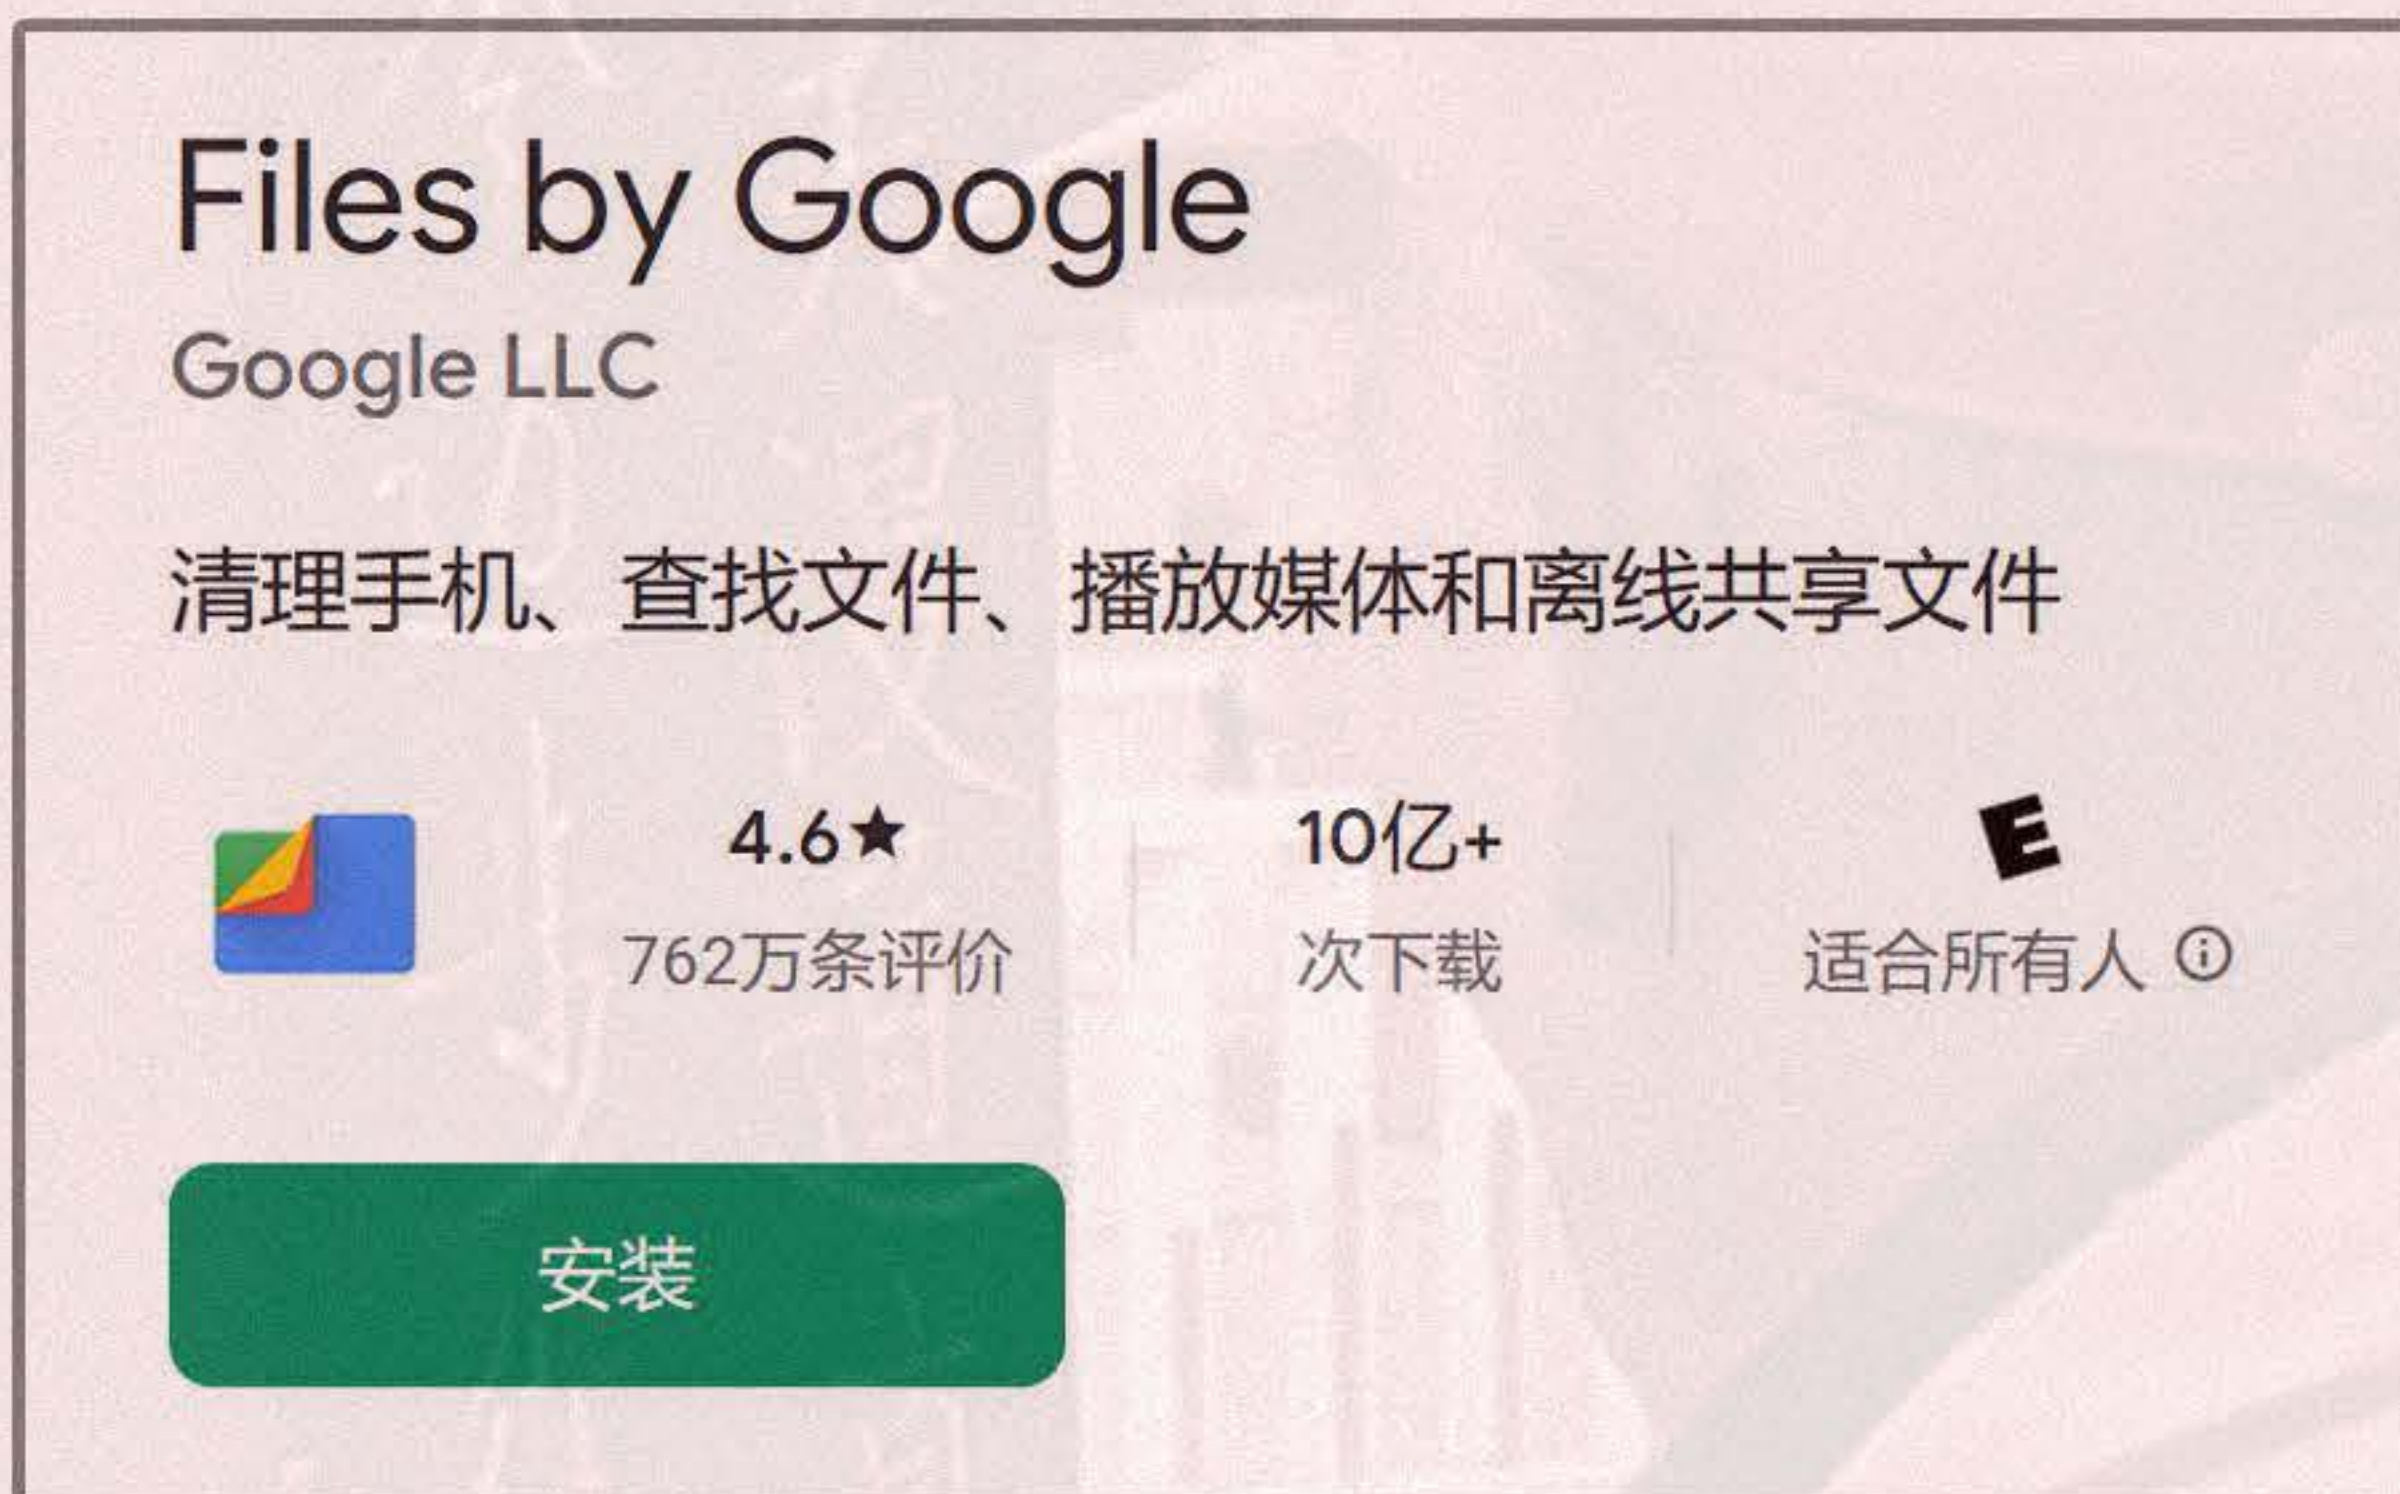 Files by Google
Google LLC
清理手机、查找文件、播放媒体和离线共享文件
4.6★
10亿+
E
762万条评价
次下载
适合所有人
安装